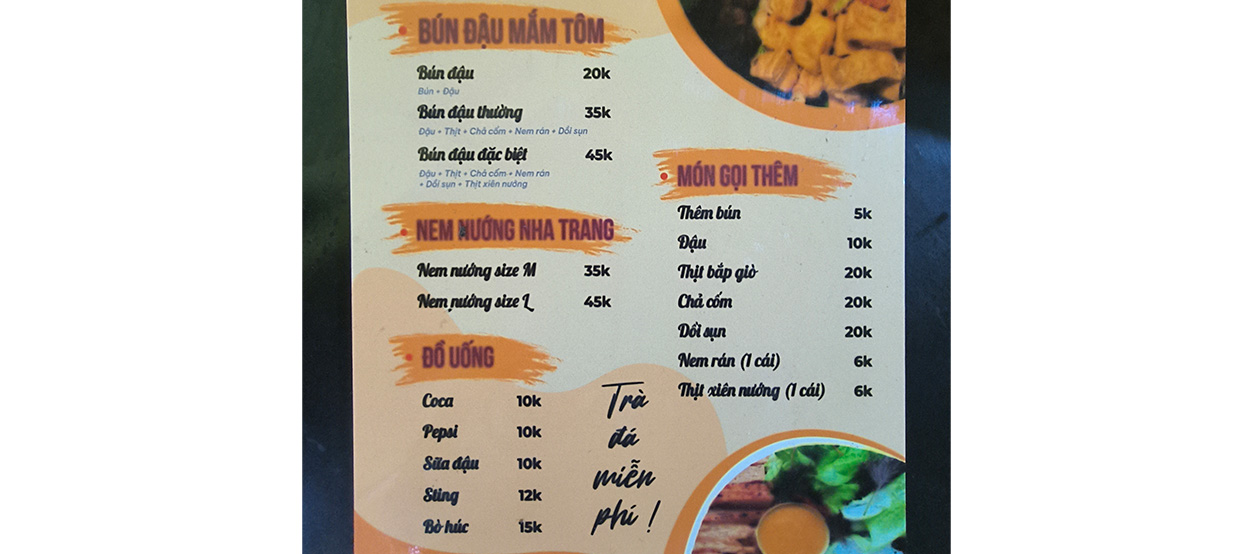 BÚN ĐẬU MẮM TÔM
Bún đậu 20k
Bún + Đậu
Bún đậu thường 35k
Đậu + Thịt + Chả cốm + Nem rán + Dồi sụn
Bún đậu đặc biệt 45k
Đậu + Thịt + Chả cốm + Nem rán
+ Dồi sụn + Thịt xiên nướng
NEM NƯỚNG NHA TRANG
Nem nướng size M 35k
Nem nướng size L 45k
ĐỒ UỐNG
Coca 10k
Pepsi 10k
Sữa đậu 10k
Sting 12k
Bò húc 15k
Trà
đá
miễn
phí !
MÓN GỌI THÊM
Thêm bún 5k
Đậu 10k
Thịt bắp giò 20k
Chả cốm 20k
Dồi sụn 20k
Nem rán (1 cái) 6k
Thịt xiên nướng (1 cái) 6k